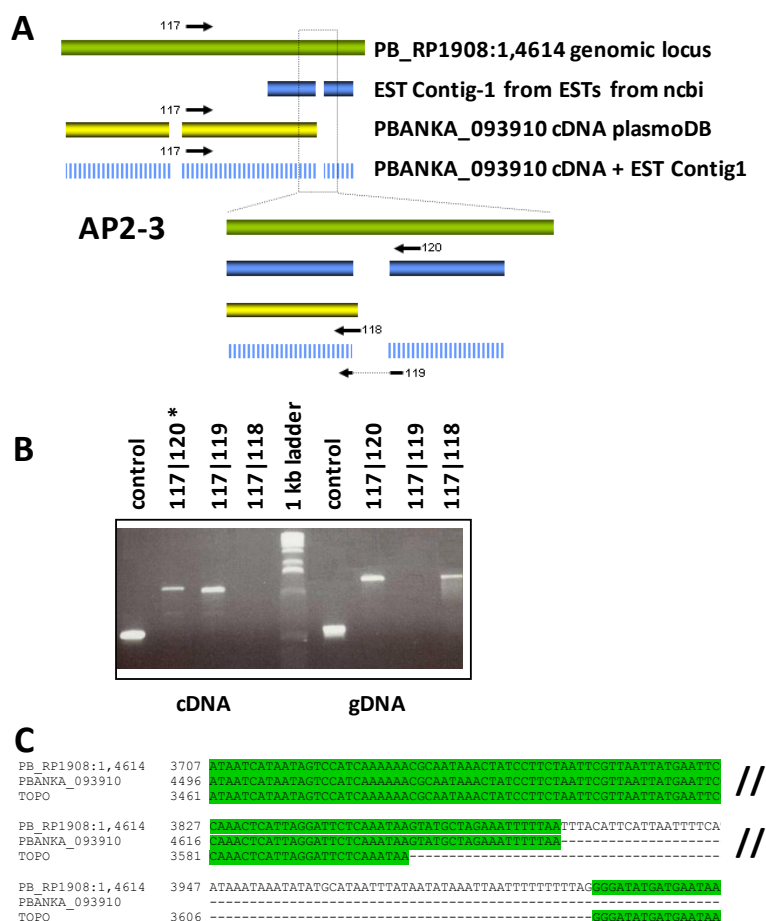 A
117
PB_RP1908:1,4614 genomic locus
EST Contig-1 from ESTs from ncbi
117
PBANKA_093910 cDNA plasmoDB
117
PBANKA_093910 cDNA + EST Contig1
AP2-3
120
118
119
B
control
117|120 *
117|119
117|118
1 kb ladder
control
117|120
117|119
117|118
cDNA
gDNA
C
PB_RP1908:1,4614 3707 ATAATCATAATAGTCCATCAAAAAACGCAATAAACTATCCTTCTAATTCGTTAATTATGAATTC
PBANKA_093910 4496 ATAATCATAATAGTCCATCAAAAAACGCAATAAACTATCCTTCTAATTCGTTAATTATGAATTC
TOPO 3461 ATAATCATAATAGTCCATCAAAAAACGCAATAAACTATCCTTCTAATTCGTTAATTATGAATTC
//
PB_RP1908:1,4614 3827 CAAACTCATTAGGATTCTCAAATAAGTATGCTAGAAATTTTTAATTTACATTCATTAATTTTCA
PBANKA_093910 4616 CAAACTCATTAGGATTCTCAAATAAGTATGCTAGAAATTTTTAA--------------------
TOPO 3581 CAAACTCATTAGGATTCTCAAATAA---------------------------------------
//
PB_RP1908:1,4614 3947 ATAAATAAATATATGCATAATTTATAATATAAATTAATTTTTTTTTAGGGGATATGATGAATAA
PBANKA_093910 ----------------------------------------------------------------
TOPO 3606 ------------------------------------------------GGGATATGATGAATAA